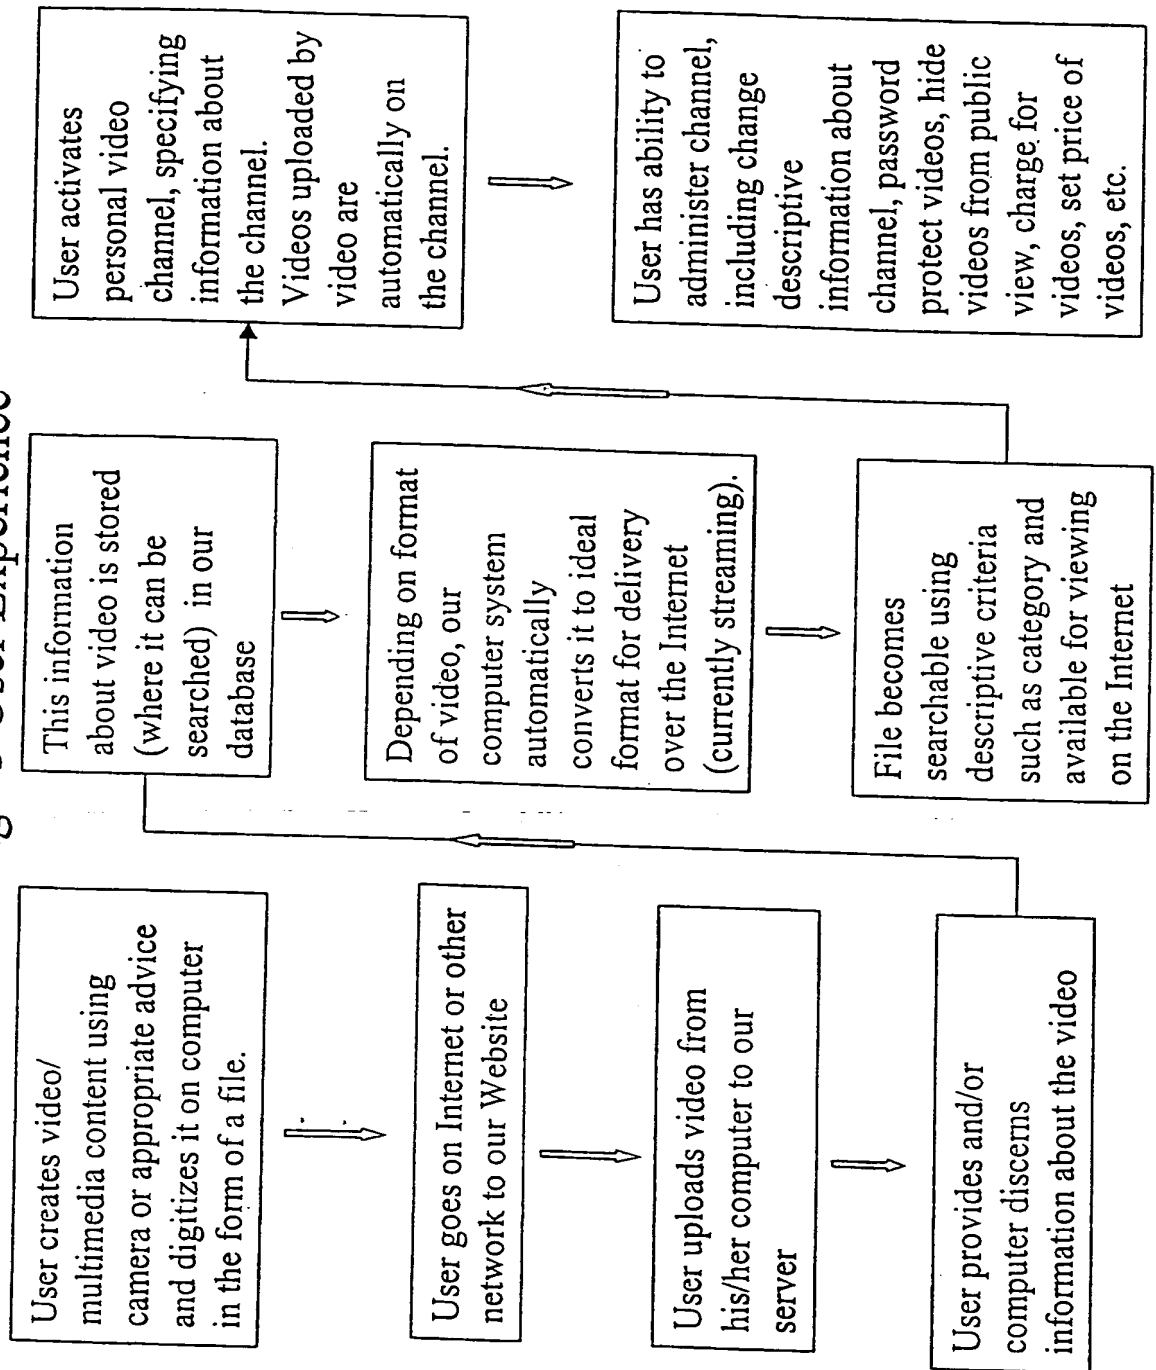 User Experience
User creates video/
multimedia content using
camera or appropriate advice
and digitizes it on computer
in the form of a file.
User goes on Internet or other
network to our Website
User uploads video from
his/her computer to our
server
User provides and/or
computer discerns
information about the video
This information
about video is stored
(where it can be
searched) in our
database
Depending on format
of video, our
computer system
automatically
converts it to ideal
format for delivery
over the Internet
(currently streaming).
File becomes
searchable using
descriptive criteria
such as category and
available for viewing
on the Internet
User activates
personal video
channel, specifying
information about
the channel.
Videos uploaded by
video are
automatically on
the channel.
User has ability to
administer channel,
including change
descriptive
information about
channel, password
protect videos, hide
videos from public
view, charge for
videos, set price of
videos, etc.